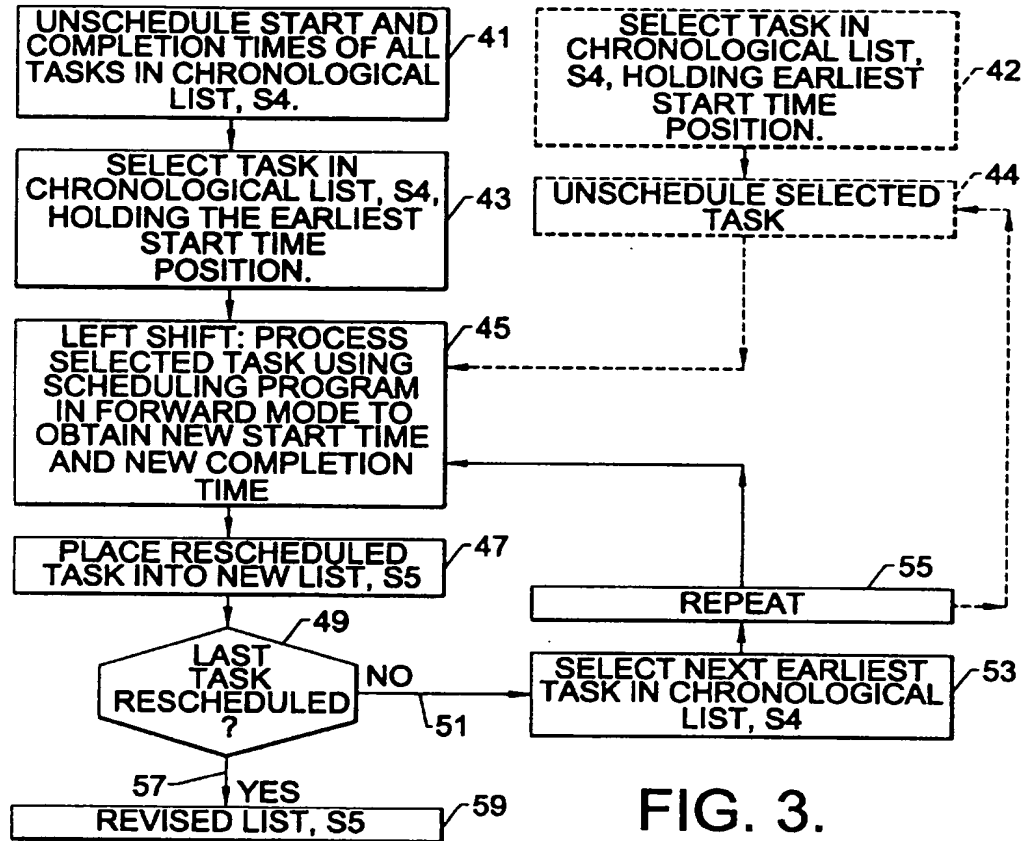 UNSCHEDULE START AND
COMPLETION TIMES OF ALL
TASKS IN CHRONOLOGICAL
LIST, S4.
41
SELECT TASK IN
CHRONOLOGICAL LIST,
S4, HOLDING EARLIEST
START TIME
POSITION.
42
SELECT TASK IN
CHRONOLOGICAL LIST, S4,
HOLDING THE EARLIEST
START TIME
POSITION.
43
UNSCHEDULE SELECTED
TASK
44
LEFT SHIFT: PROCESS
SELECTED TASK USING
SCHEDULING PROGRAM
IN FORWARD MODE TO
OBTAIN NEW START TIME
AND NEW COMPLETION
TIME
45
PLACE RESCHEDULED
TASK INTO NEW LIST, S5
47
LAST
TASK
RESCHEDULED
?
49
NO
51
REPEAT
55
SELECT NEXT EARLIEST
TASK IN CHRONOLOGICAL
LIST, S4
53
57
YES
REVISED LIST, S5
59
FIG. 3.